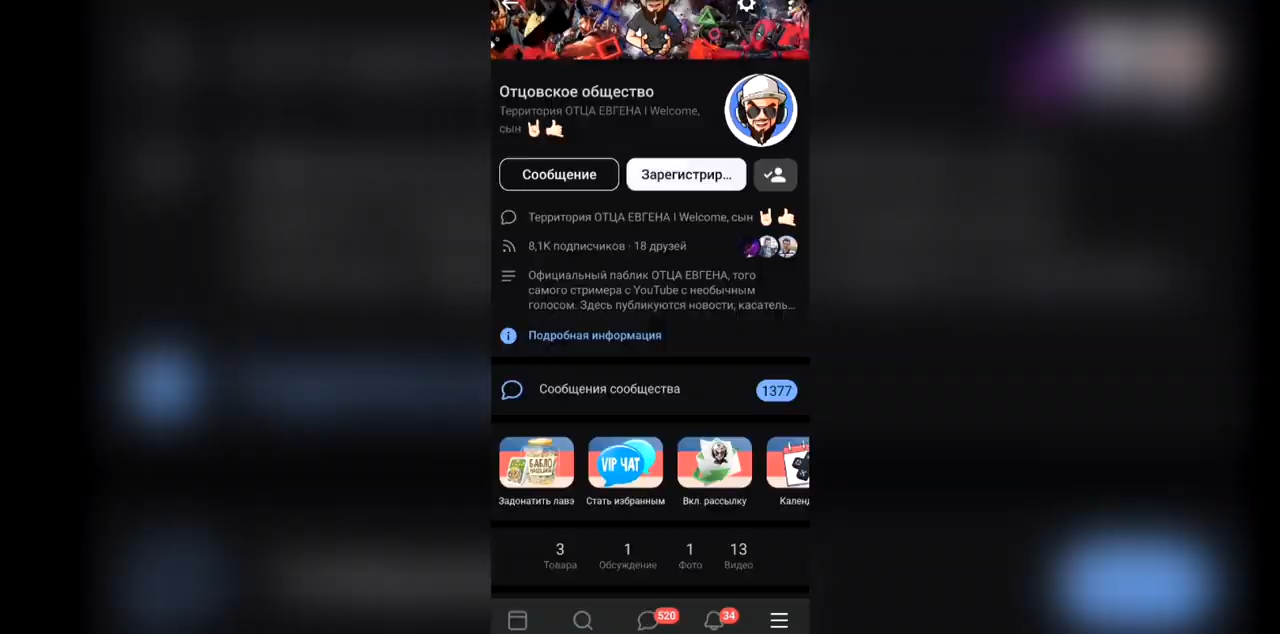 Отцовское общество
Территория ОТЦА ЕВГЕНА I Welcome,
сын 🤘🏻🤙🏻
Сообщение
Зарегистрир...
Территория ОТЦА ЕВГЕНА I Welcome, сын 🤘🏻🤙🏻
8,1K подписчиков · 18 друзей
Официальный паблик ОТЦА ЕВГЕНА, того
самого стримера с YouTube с необычным
голосом. Здесь публикуются новости, касатель...
Подробная информация
Сообщения сообщества
1377
БАБЛО
VIP ЧАТ
Задонатить лавэ
Стать избранным
Вкл. рассылку
Календ
3
1
1
13
Товара
Обсуждение
Фото
Видео
520
34